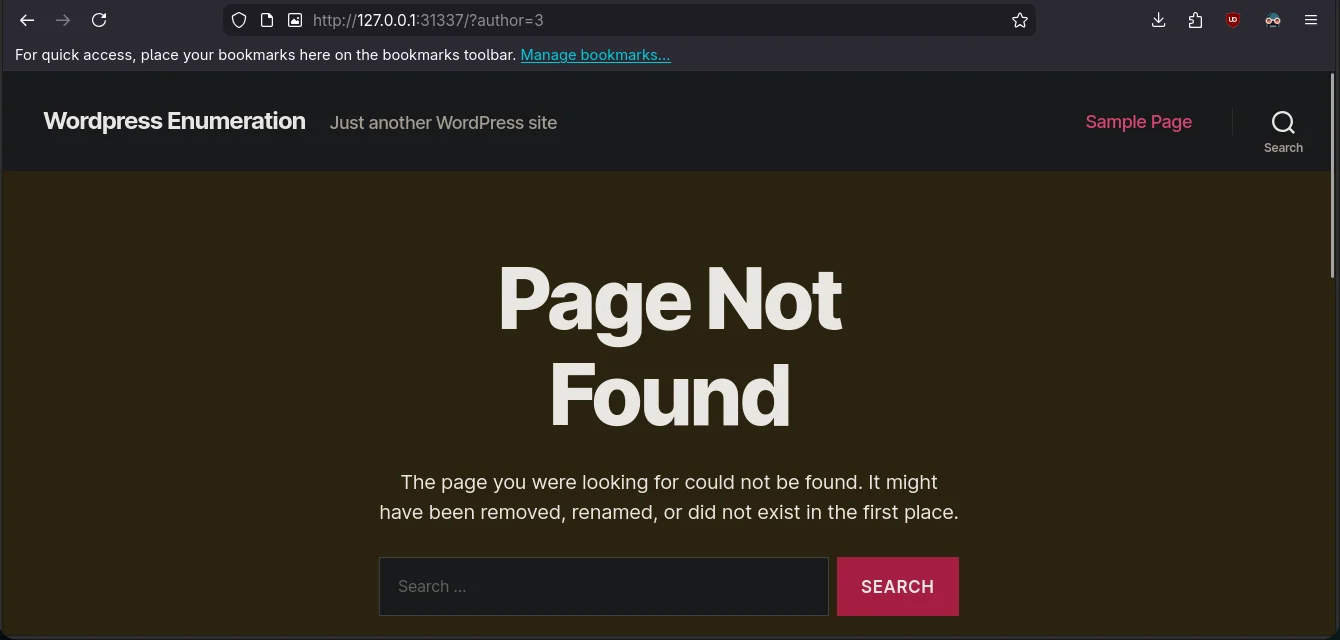 http://127.0.0.1:31337/?author=3
For quick access, place your bookmarks here on the bookmarks toolbar. Manage bookmarks...
Wordpress Enumeration Just another WordPress site Sample Page
Search
Page Not
Found
The page you were looking for could not be found. It might
have been removed, renamed, or did not exist in the first place.
Search …
SEARCH